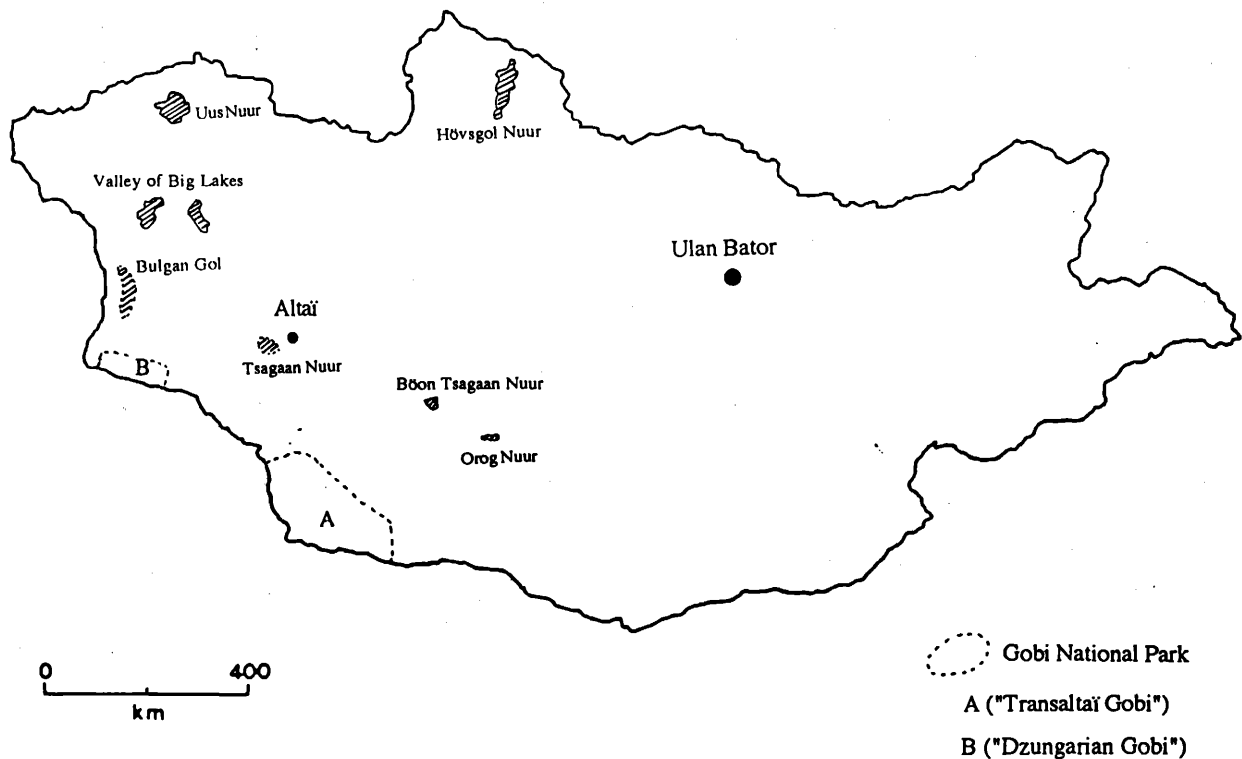 Uus Nuur
Hövsgol Nuur
Valley of Big Lakes
Ulan Bator
Bulgan Gol
Altaï
Tsagaan Nuur
B
Böon Tsagaan Nuur
Orog Nuur
A
0 400
km
Gobi National Park
A ("Transaltaï Gobi")
B ("Dzungarian Gobi")